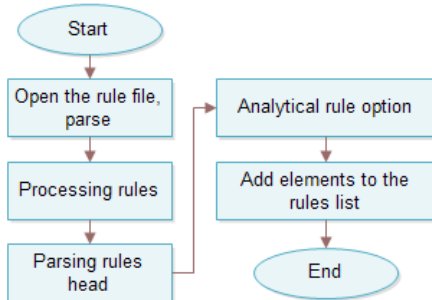 Start
Open the rule file,
parse
Processing rules
Parsing rules
head
Analytical rule option
Add elements to the
rules list
End